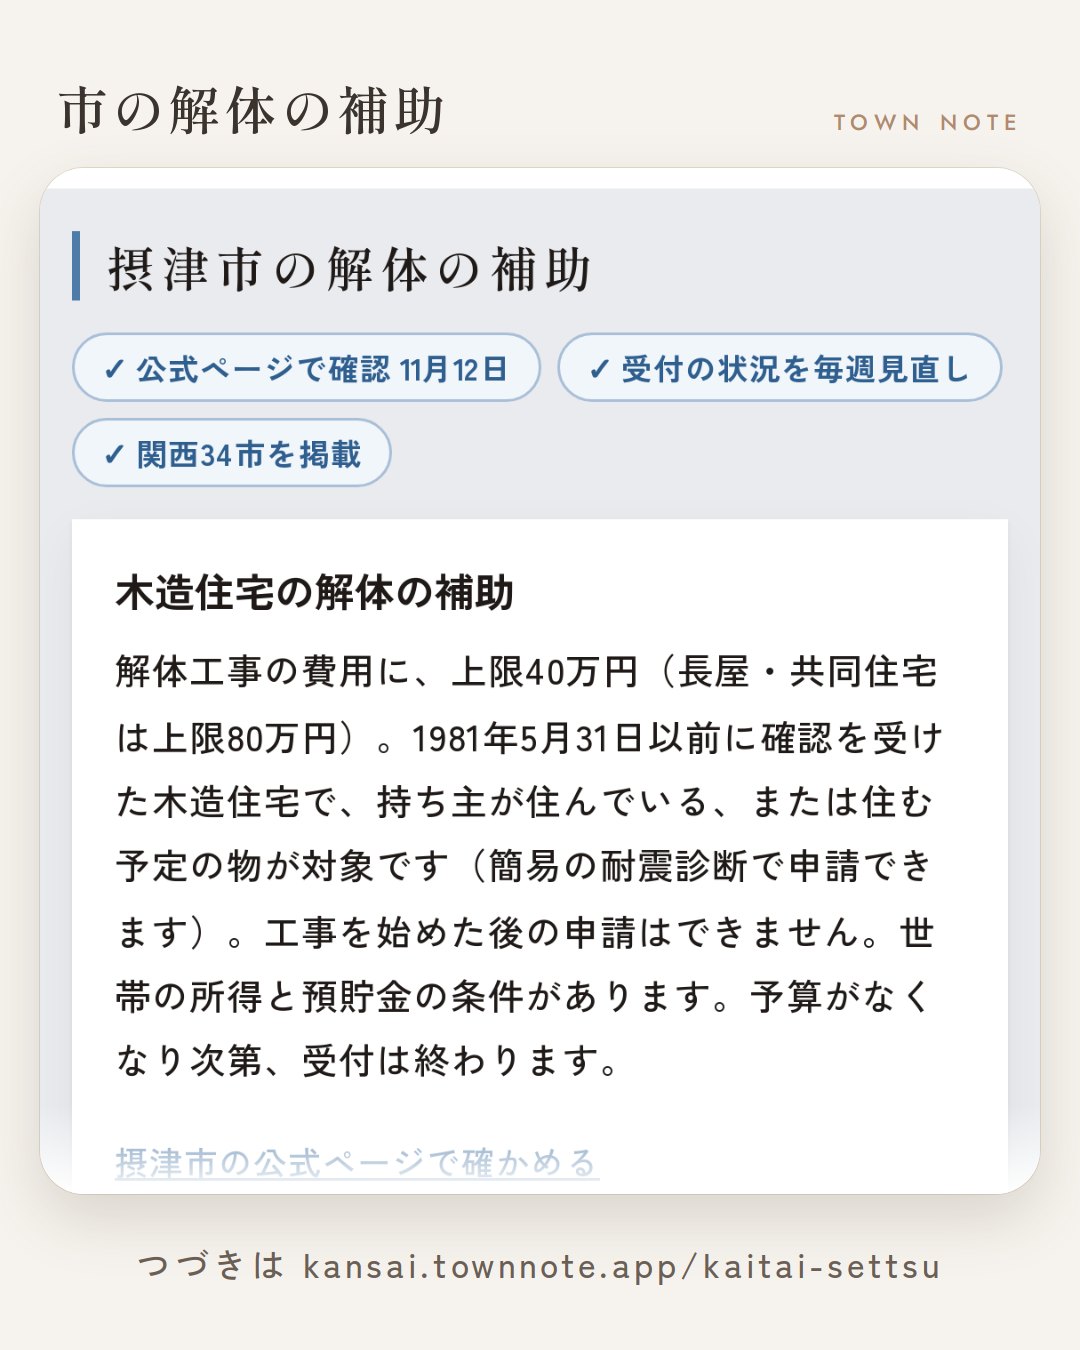 市の解体の補助
TOWN NOTE
摂津市の解体の補助
✓ 公式ページで確認 11月12日
✓ 受付の状況を毎週見直し
✓ 関西34市を掲載
木造住宅の解体の補助
解体工事の費用に、上限40万円（長屋・共同住宅
は上限80万円）。1981年5月31日以前に確認を受け
た木造住宅で、持ち主が住んでいる、または住む
予定の物が対象です（簡易の耐震診断で申請でき
ます）。工事を始めた後の申請はできません。世
帯の所得と預貯金の条件があります。予算がなく
なり次第、受付は終わります。
摂津市の公式ページで確かめる
つづきは kansai.townnote.app/kaitai-settsu